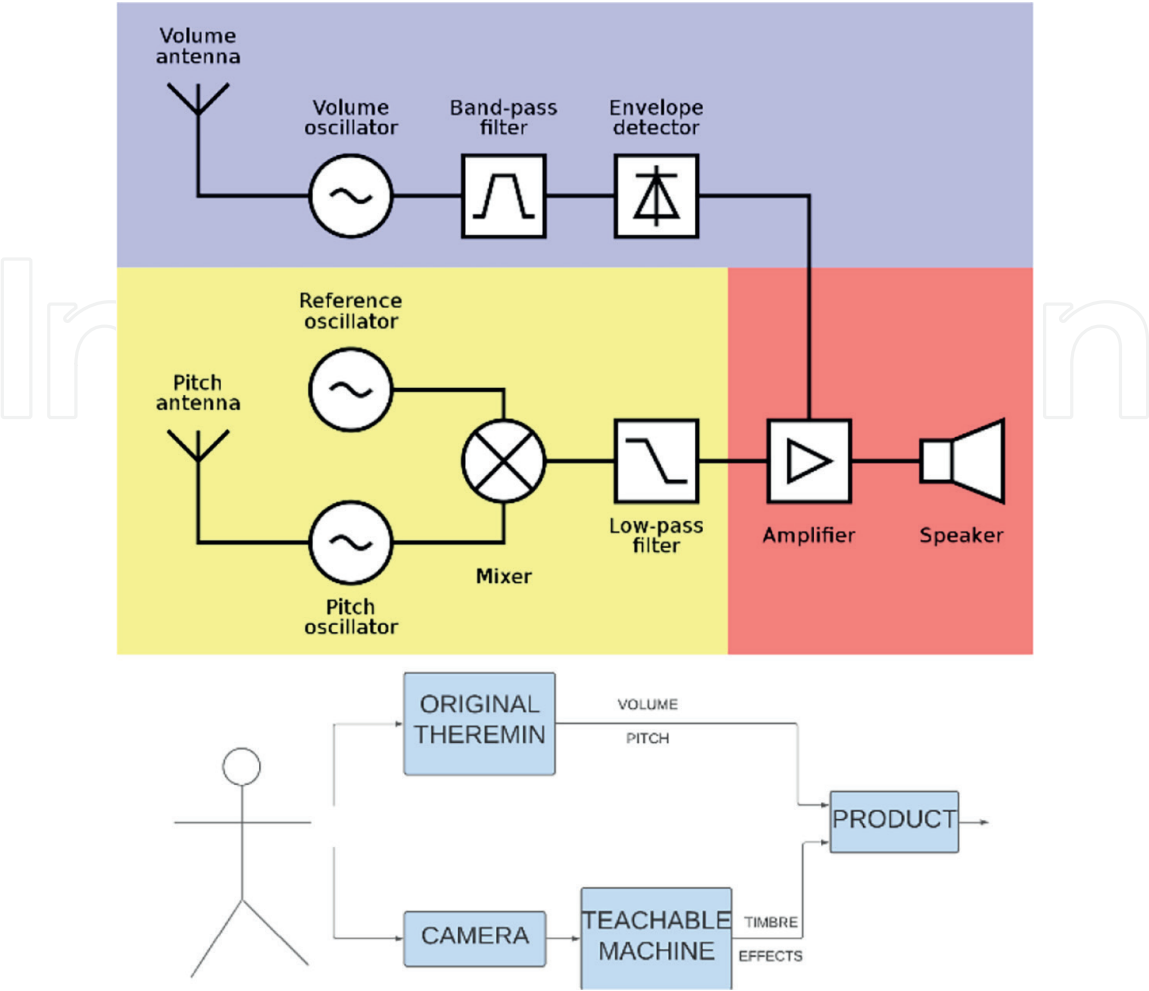 Volume
antenna
Volume
oscillator
Band-pass
filter
Envelope
detector
Reference
oscillator
Pitch
antenna
Mixer
Pitch
oscillator
Low-pass
filter
Amplifier
Speaker
ORIGINAL
THEREMIN
VOLUME
PITCH
PRODUCT
CAMERA
TEACHABLE
MACHINE
TIMBRE
EFFECTS